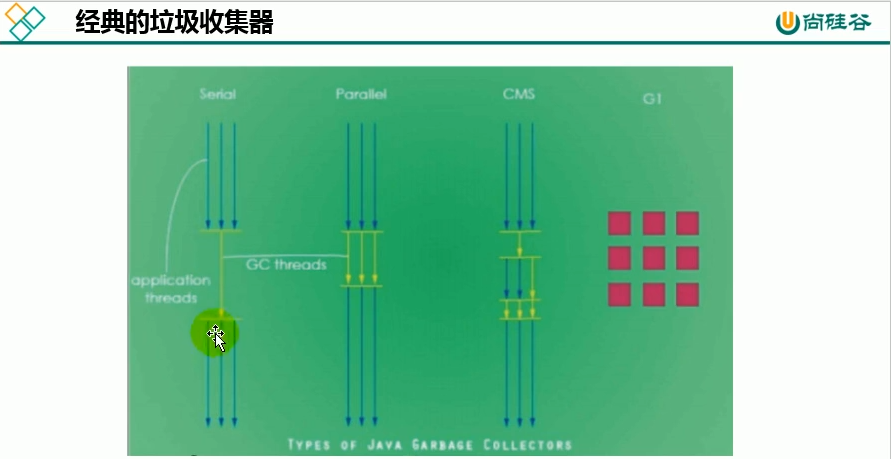 经典的垃圾收集器
尚硅谷
Serial
Parallel
CMS
G1
GC threads
application
threads
TYPES OF JAVA GARBAGE COLLECTORS